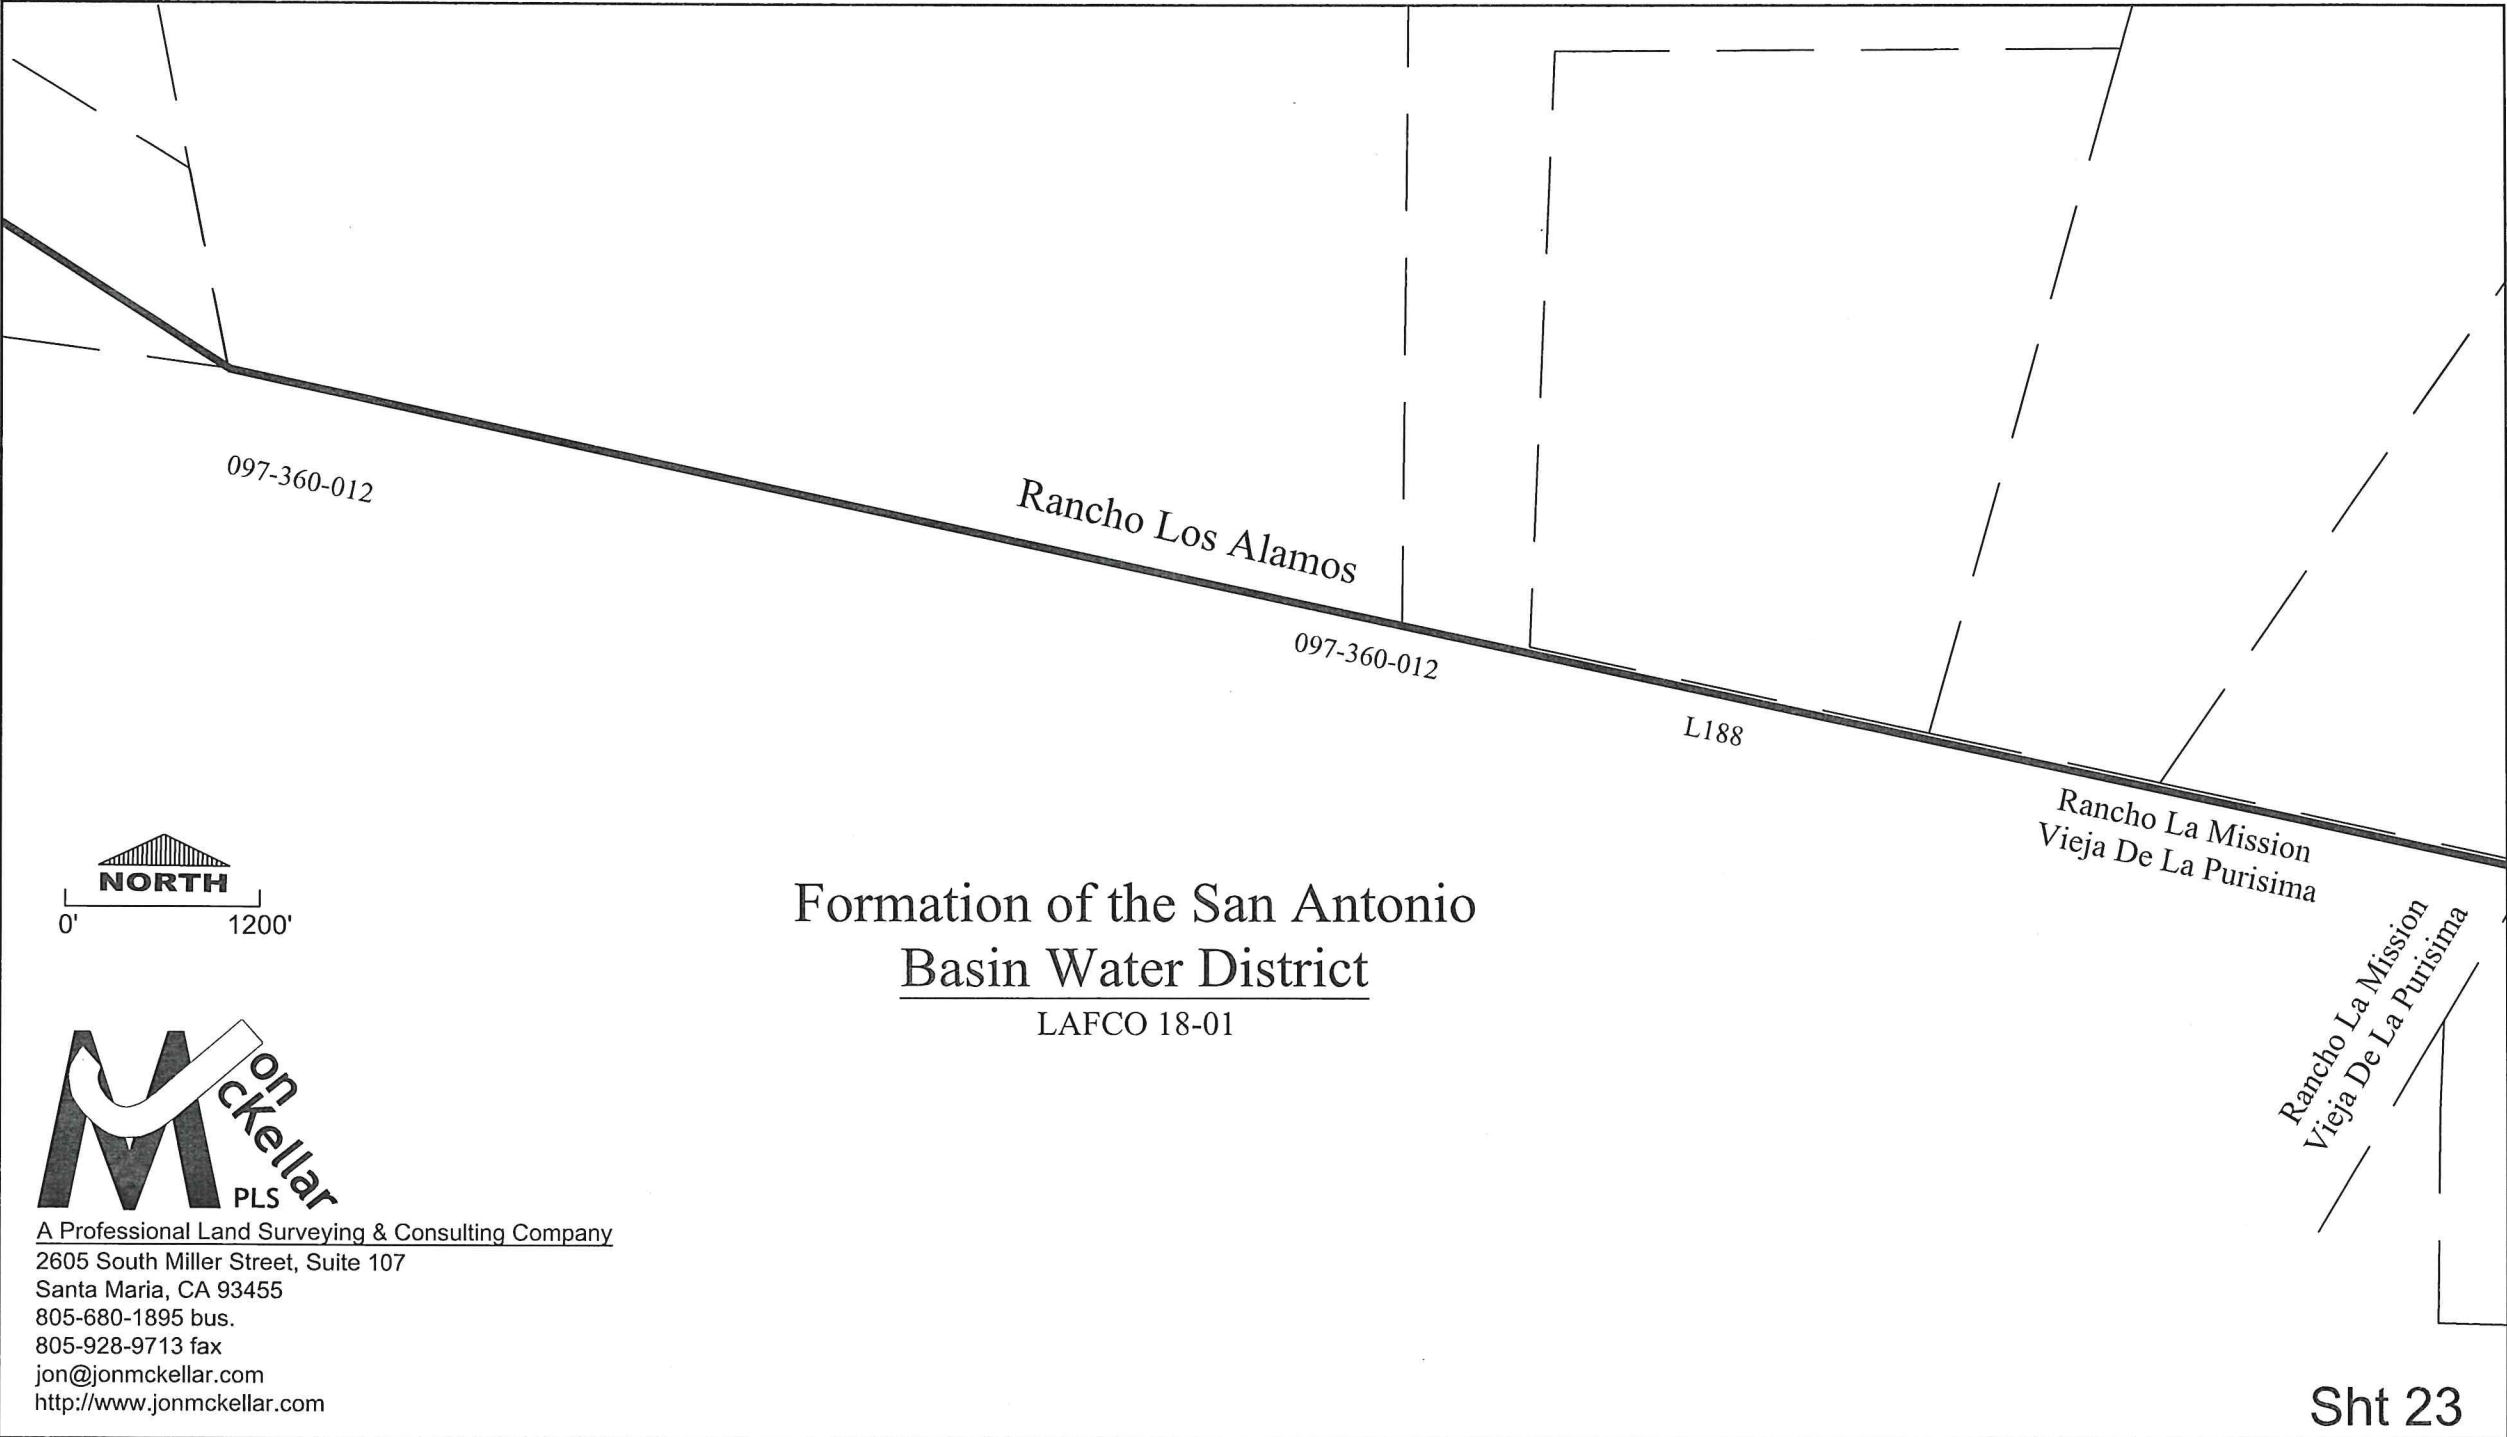 097-360-012
Rancho Los Alamos
097-360-012
L188
Rancho La Mission
Vieja De La Purisima
Rancho La Mission
Vieja De La Purisima
NORTH
0' 1200'
Formation of the San Antonio
Basin Water District
LAFCO 18-01
M
on
cKellar
PLS
A Professional Land Surveying & Consulting Company
2605 South Miller Street, Suite 107
Santa Maria, CA 93455
805-680-1895 bus.
805-928-9713 fax
jon@jonmckellar.com
http://www.jonmckellar.com
Sht 23